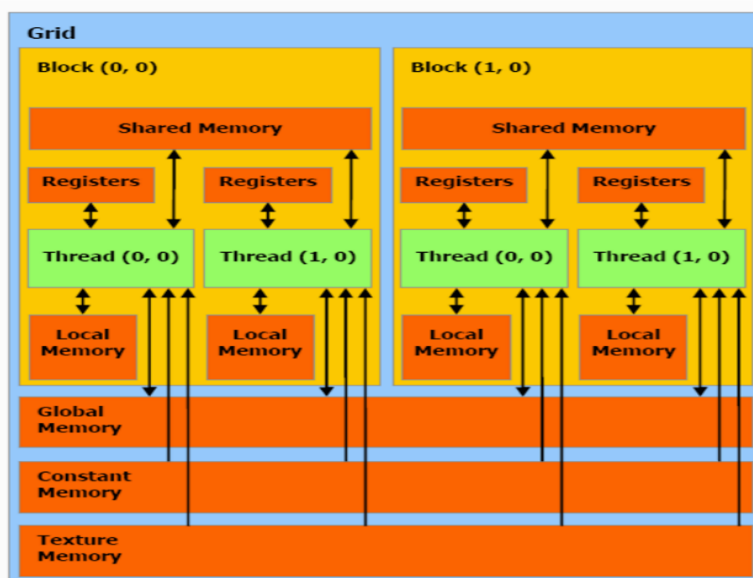 Grid
Block (0, 0)
Block (1, 0)
Shared Memory
Shared Memory
Registers
Registers
Registers
Registers
Thread (0, 0)
Thread (1, 0)
Thread (0, 0)
Thread (1, 0)
Local
Memory
Local
Memory
Local
Memory
Local
Memory
Global
Memory
Constant
Memory
Texture
Memory